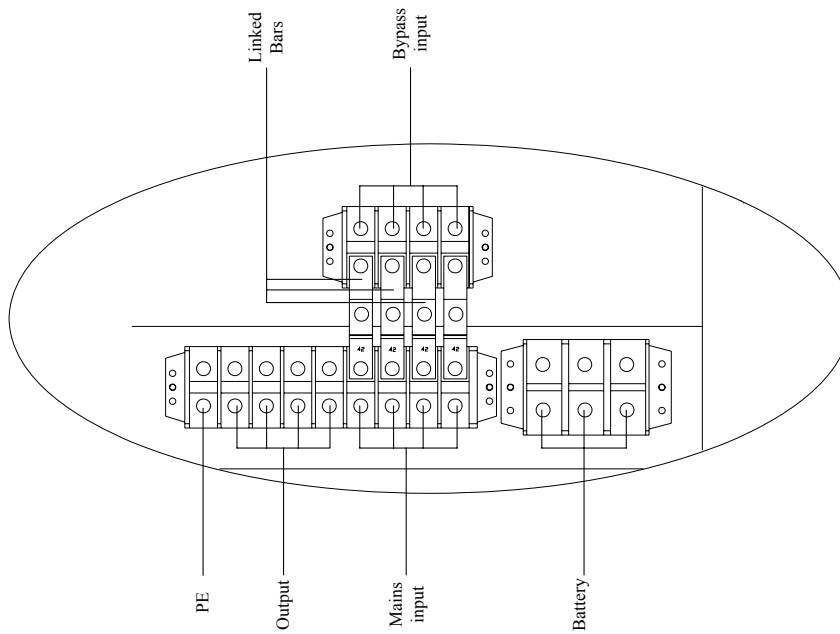 Linked
Bars
Bypass
input
42
42
42
42
PE
Output
Mains
input
Battery